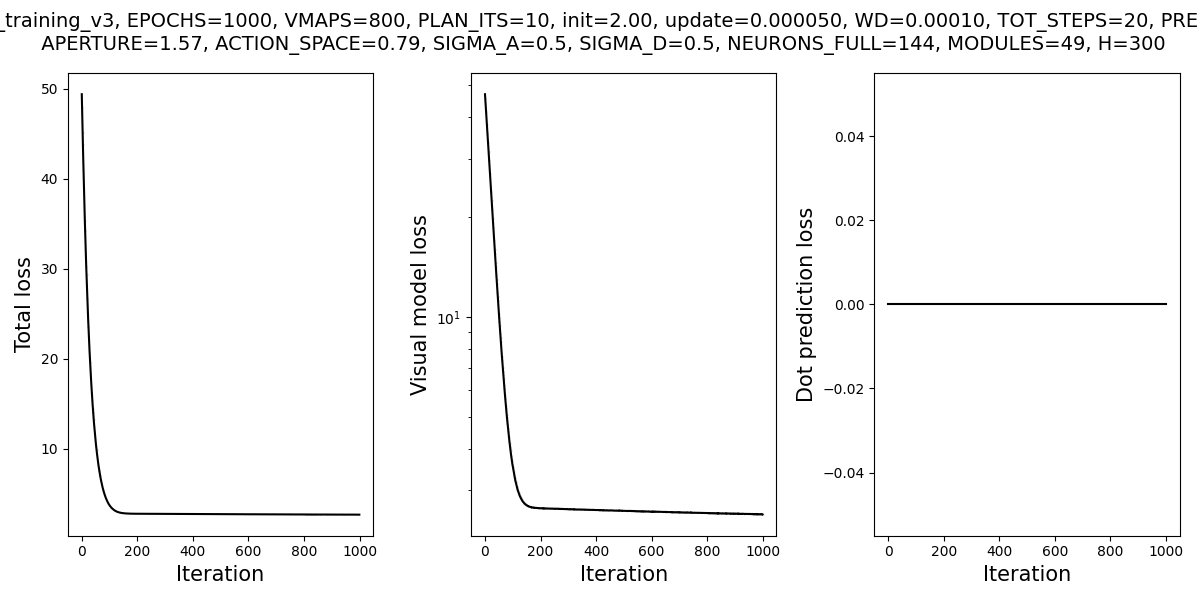 _training_v3, EPOCHS=1000, VMAPS=800, PLAN_ITS=10, init=2.00, update=0.000050, WD=0.00010, TOT_STEPS=20, PRE
APERTURE=1.57, ACTION_SPACE=0.79, SIGMA_A=0.5, SIGMA_D=0.5, NEURONS_FULL=144, MODULES=49, H=300
Total loss
50
40
30
20
10
0 200 400 600 800 1000
Iteration
Visual model loss
10^1
0 200 400 600 800 1000
Iteration
Dot prediction loss
0.04
0.02
0.00
−0.02
−0.04
0 200 400 600 800 1000
Iteration